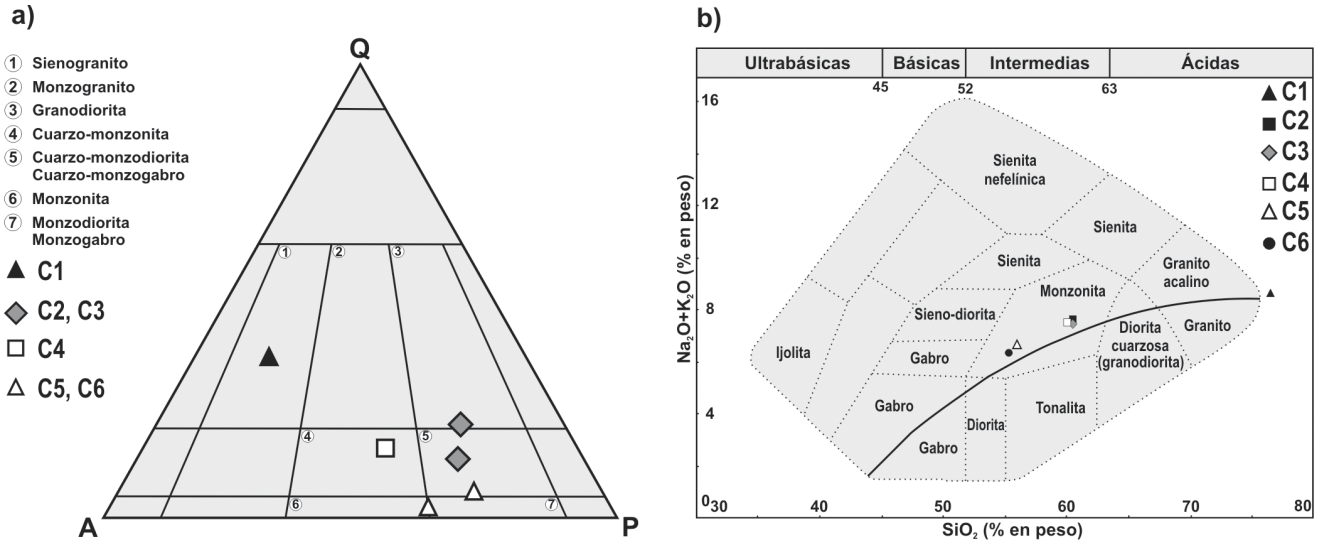 a)
Q
① Sienogranito
② Monzogranito
③ Granodiorita
④ Cuarzo-monzonita
⑤ Cuarzo-monzodiorita
Cuarzo-monzogabro
⑥ Monzonita
⑦ Monzodiorita
Monzogabro
C1
C2, C3
C4
C5, C6
① ② ③
④ ⑤
⑥ ⑦
A P
b)
Ultrabásicas Básicas Intermedias Ácidas
45 52 63
16
12
8
4
0
30 40 50 60 70 80
Na₂O+K₂O (% en peso)
SiO₂ (% en peso)
C1
C2
C3
C4
C5
C6
Sienita
nefelínica
Sienita
Sienita
Granito
acalino
Monzonita
Sieno-diorita
Diorita
cuarzosa
(granodiorita)
Granito
Ijolita
Gabro
Gabro
Diorita
Tonalita
Gabro